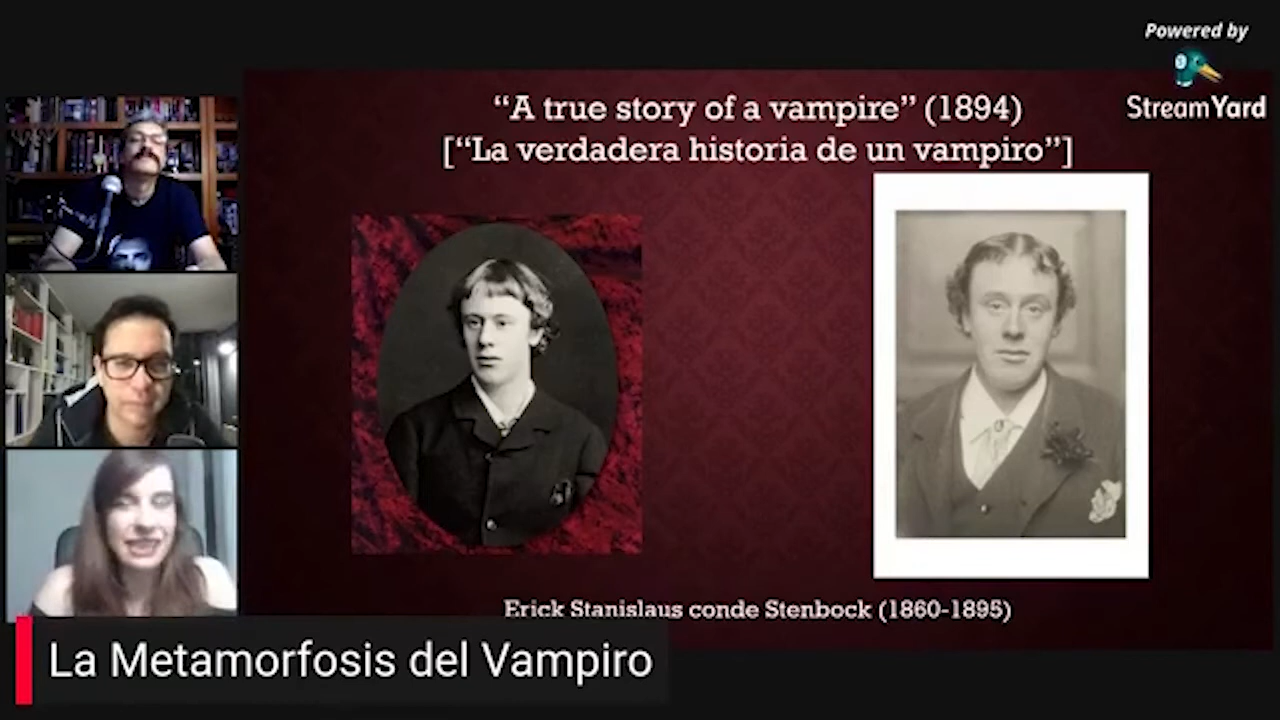 Powered by
StreamYard
“A true story of a vampire” (1894)
[“La verdadera historia de un vampiro”]
Erick Stanislaus conde Stenbock (1860-1895)
La Metamorfosis del Vampiro